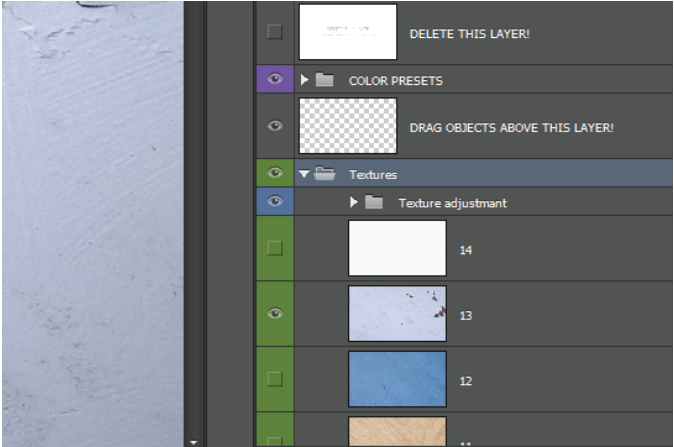 DELETE THIS LAYER!
COLOR PRESETS
DRAG OBJECTS ABOVE THIS LAYER!
Textures
Texture adjustmant
14
13
12